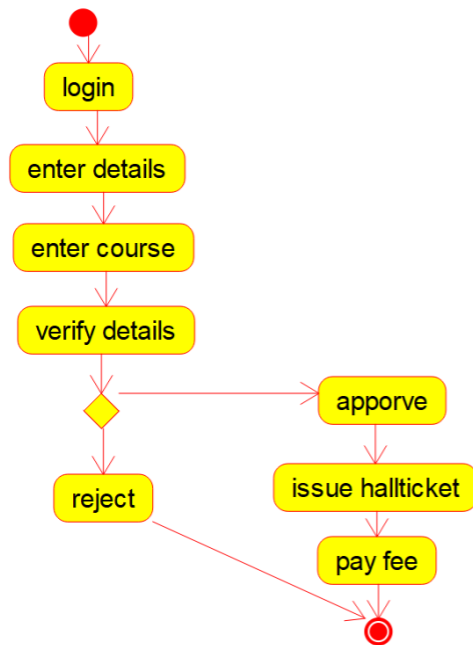 login
enter details
enter course
verify details
apporve
reject
issue hallticket
pay fee